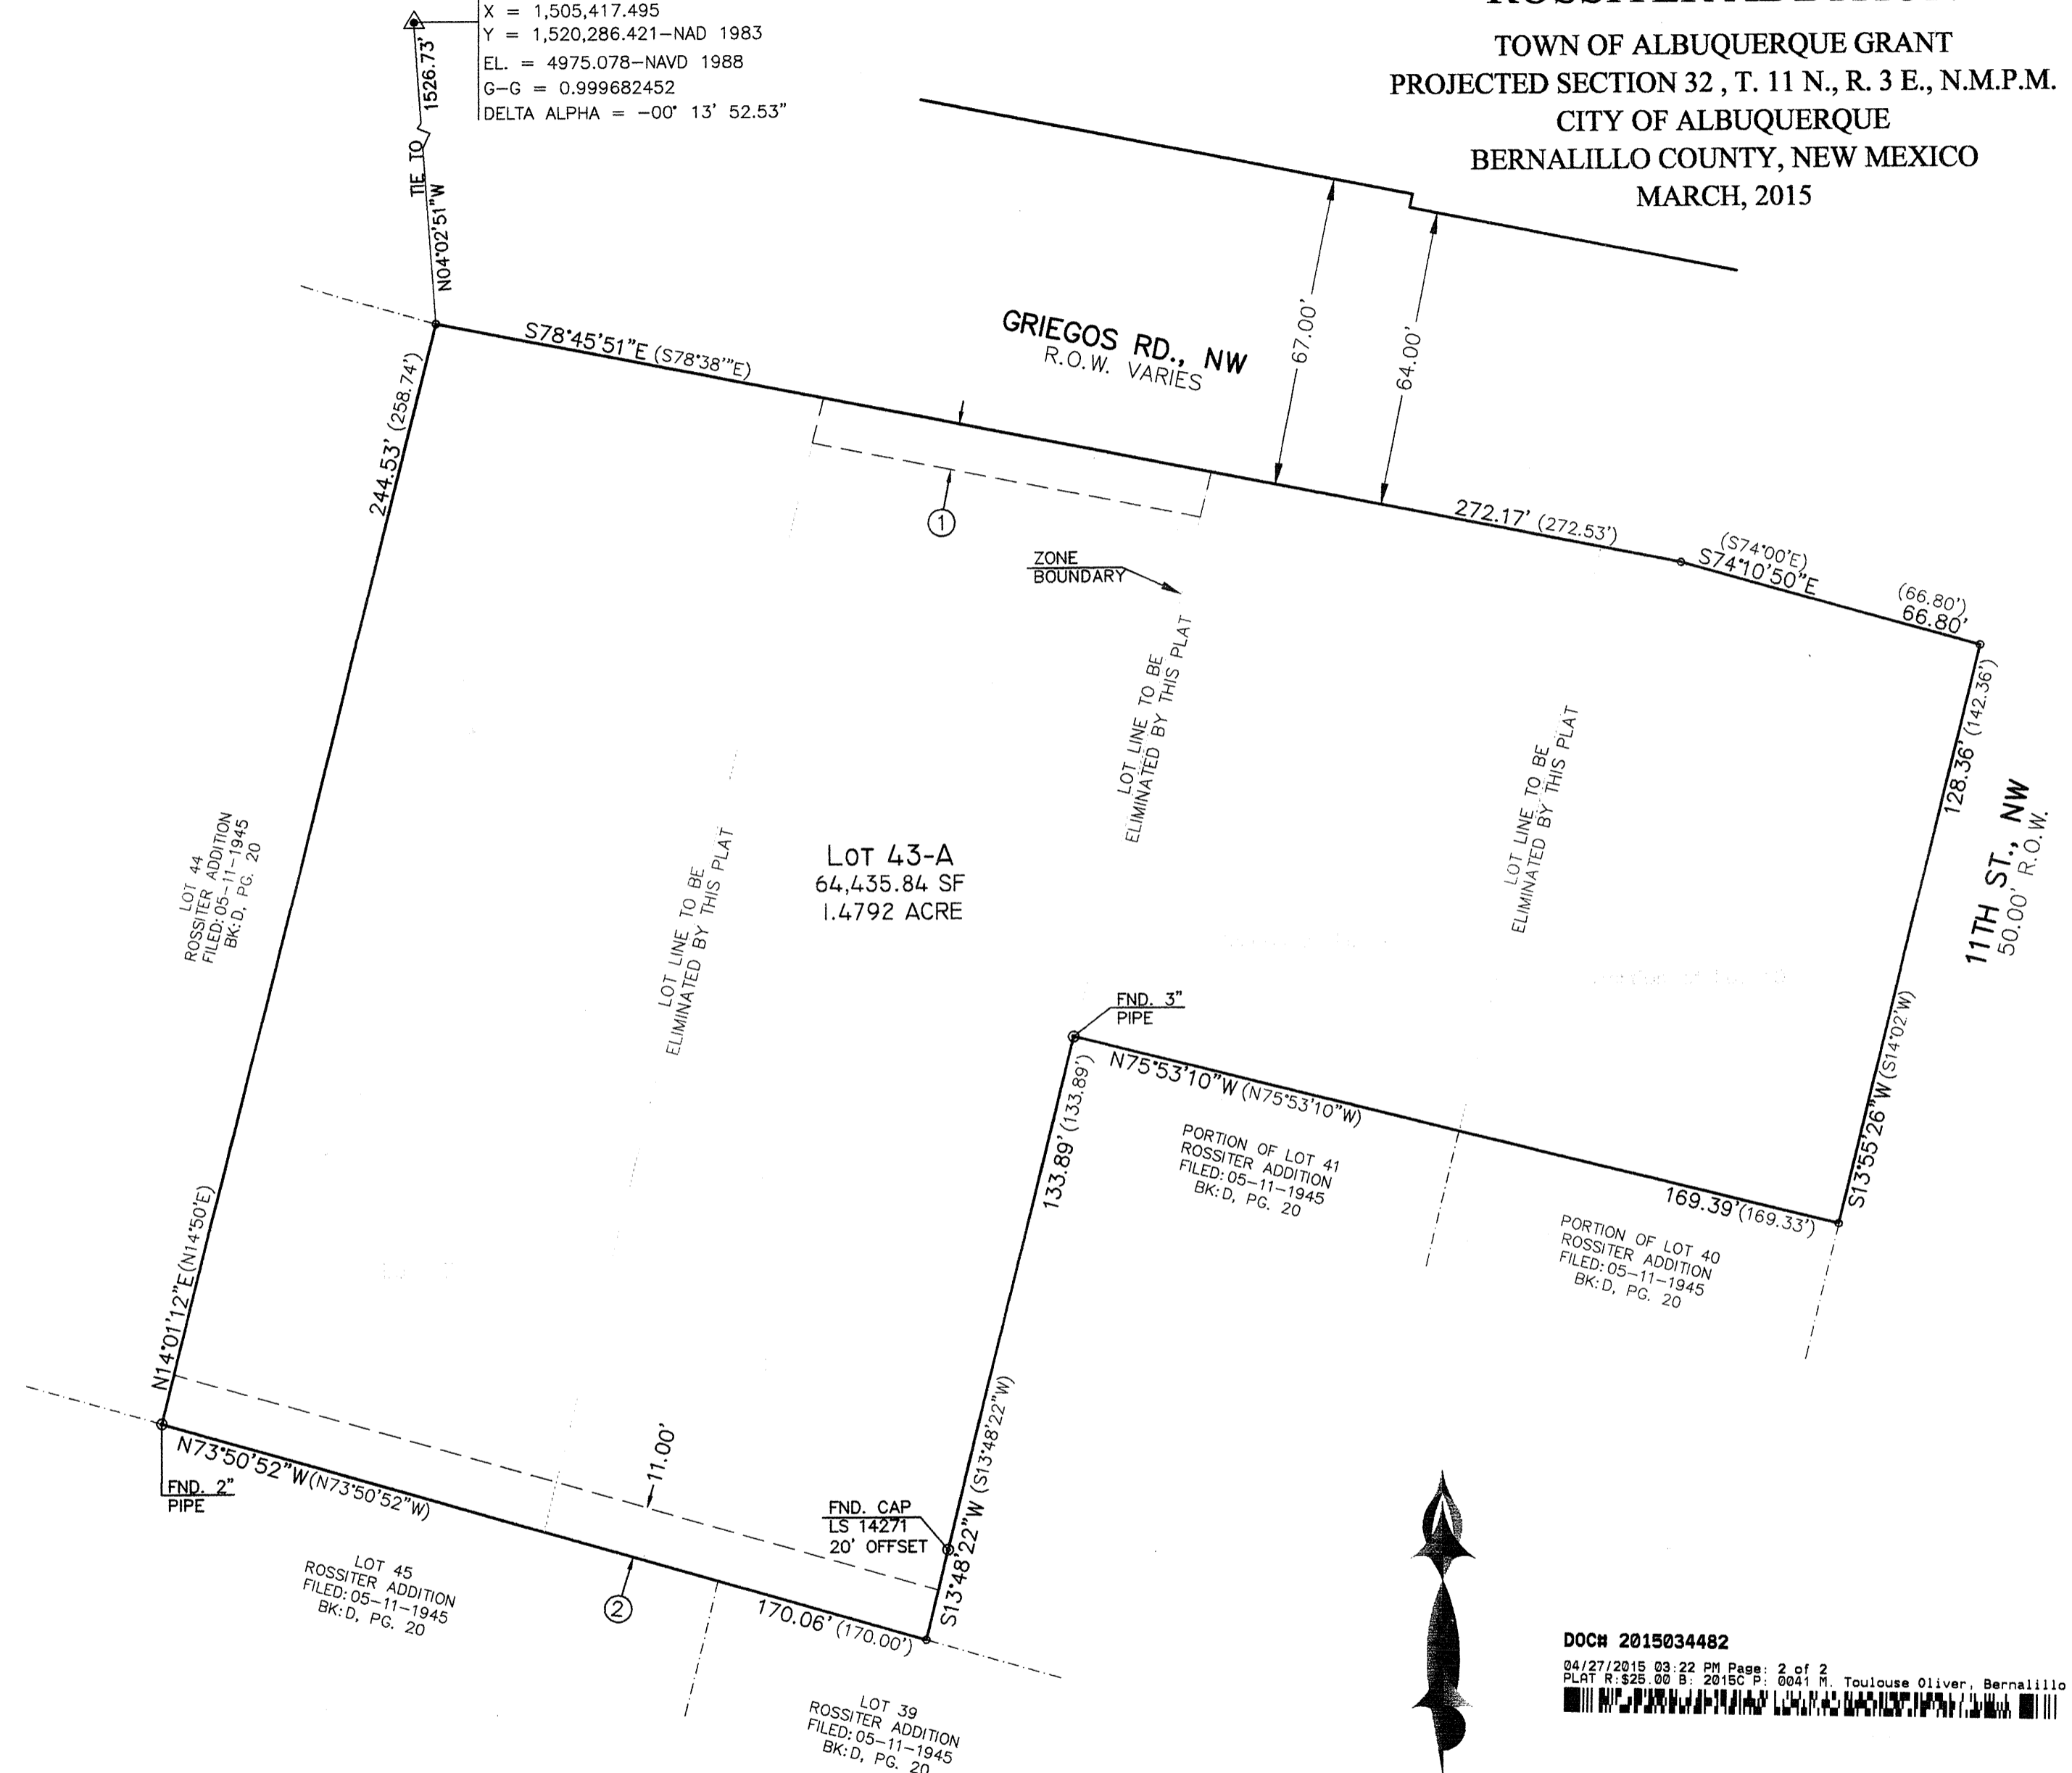 X = 1,505,417.495
Y = 1,520,286.421-NAD 1983
EL. = 4975.078-NAVD 1988
G-G = 0.999682452
DELTA ALPHA = -00° 13' 52.53"
TOWN OF ALBUQUERQUE GRANT
PROJECTED SECTION 32 , T. 11 N., R. 3 E., N.M.P.M.
CITY OF ALBUQUERQUE
BERNALILLO COUNTY, NEW MEXICO
MARCH, 2015
TIE TO 1526.73'
N04°02'51"W
S78°45'51"E (S78°38'"E)
GRIEGOS RD., NW
R.O.W. VARIES
67.00'
64.00'
272.17' (272.53')
(S74°00'E)
S74°10'50"E
(66.80')
66.80'
244.53' (258.74')
1
ZONE
BOUNDARY
LOT LINE TO BE
ELIMINATED BY THIS PLAT
LOT LINE TO BE
ELIMINATED BY THIS PLAT
LOT LINE TO BE
ELIMINATED BY THIS PLAT
128.36' (142.36')
11TH ST., NW
50.00' R.O.W.
S13°55'26"W (S14°02'W)
LOT 44
ROSSITER ADDITION
FILED: 05-11-1945
BK: D, PG. 20
LOT 43-A
64,435.84 SF
1.4792 ACRE
FND. 3"
PIPE
N75°53'10"W (N75°53'10"W)
169.39' (169.33')
133.89' (133.89')
PORTION OF LOT 41
ROSSITER ADDITION
FILED: 05-11-1945
BK: D, PG. 20
PORTION OF LOT 40
ROSSITER ADDITION
FILED: 05-11-1945
BK: D, PG. 20
N14°01'12"E (N14°50'E)
S13°48'22"W (S13°48'22"W)
N73°50'52"W (N73°50'52"W)
11.00'
FND. 2"
PIPE
FND. CAP
LS 14271
20' OFFSET
2
170.06' (170.00')
LOT 45
ROSSITER ADDITION
FILED: 05-11-1945
BK: D, PG. 20
LOT 39
ROSSITER ADDITION
FILED: 05-11-1945
BK: D, PG. 20
DOC# 2015034482
04/27/2015 03:22 PM Page: 2 of 2
PLAT R:$25.00 B: 2015C P: 0041 M. Toulouse Oliver, Bernalillo